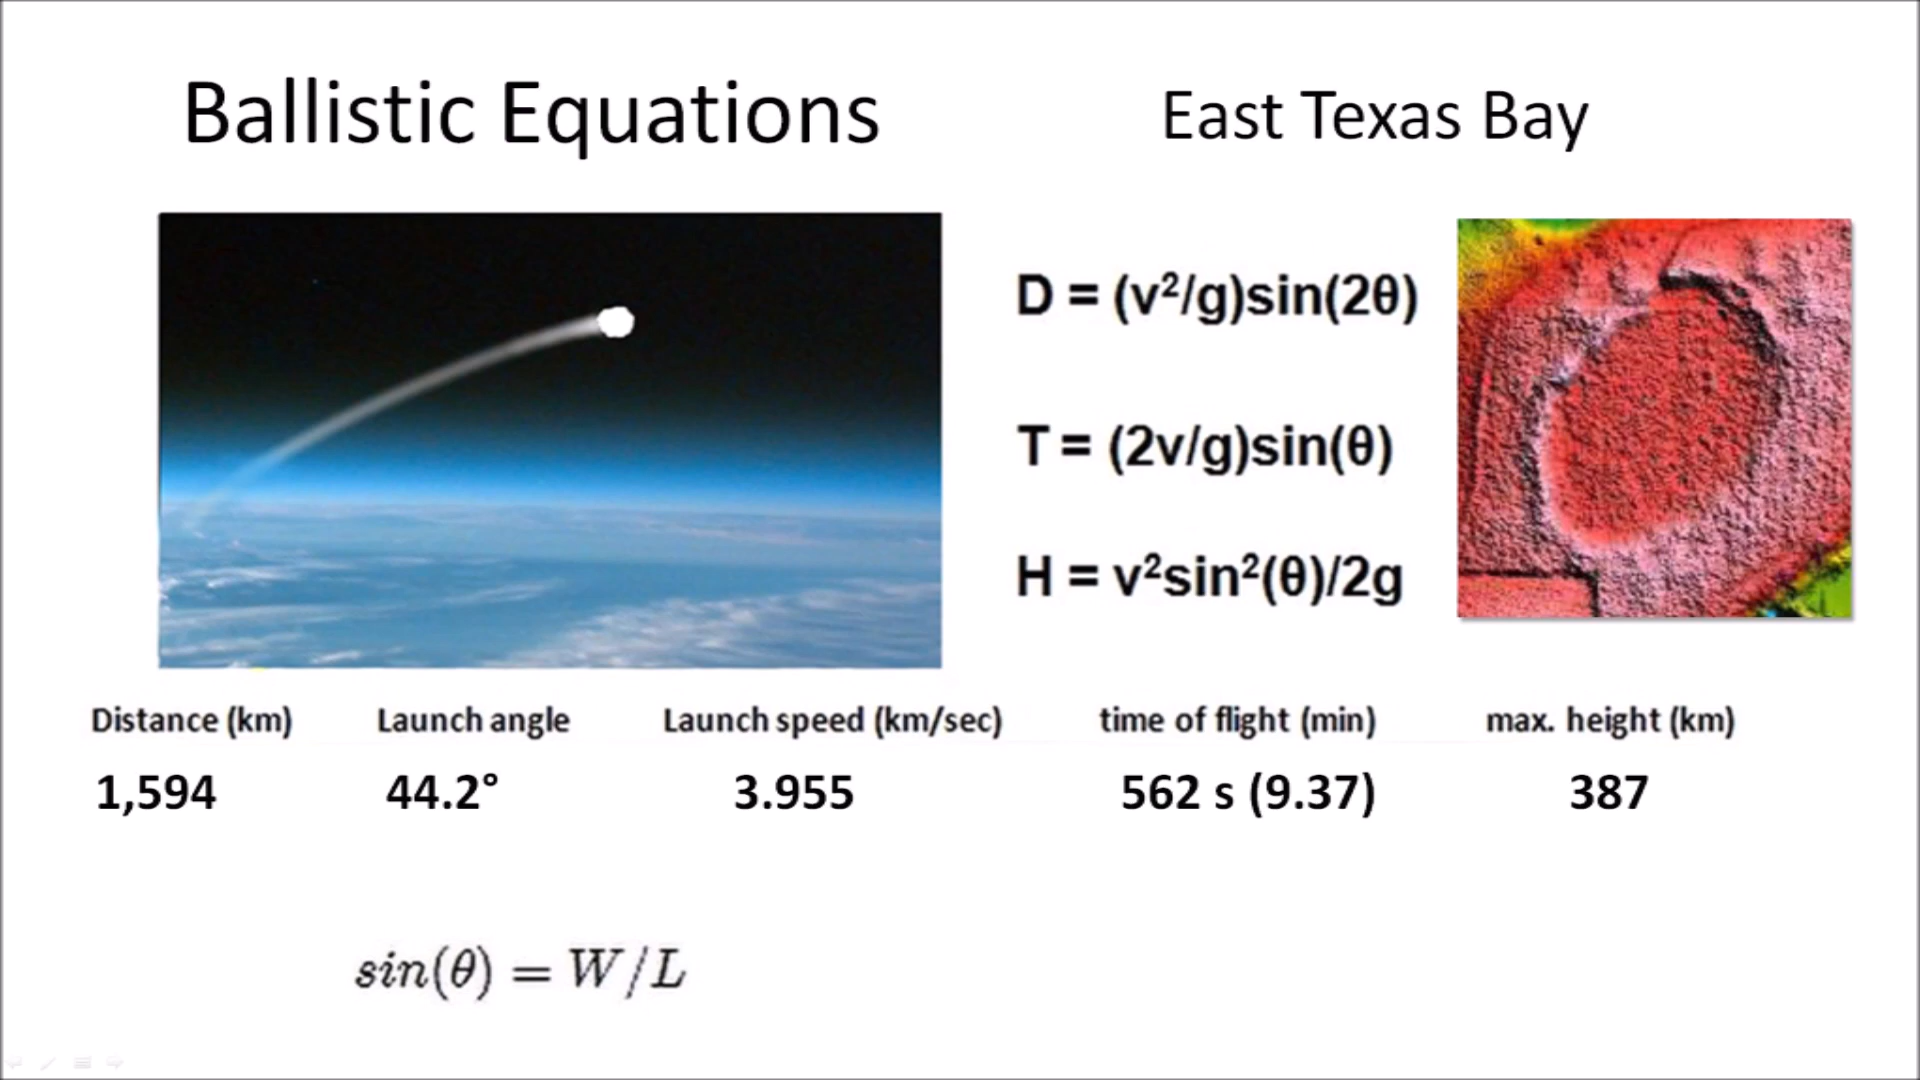 Ballistic Equations
East Texas Bay
D = (v²/g)sin(2θ)
T = (2v/g)sin(θ)
H = v²sin²(θ)/2g
Distance (km) Launch angle Launch speed (km/sec) time of flight (min) max. height (km)
1,594 44.2° 3.955 562 s (9.37) 387
sin(θ) = W/L